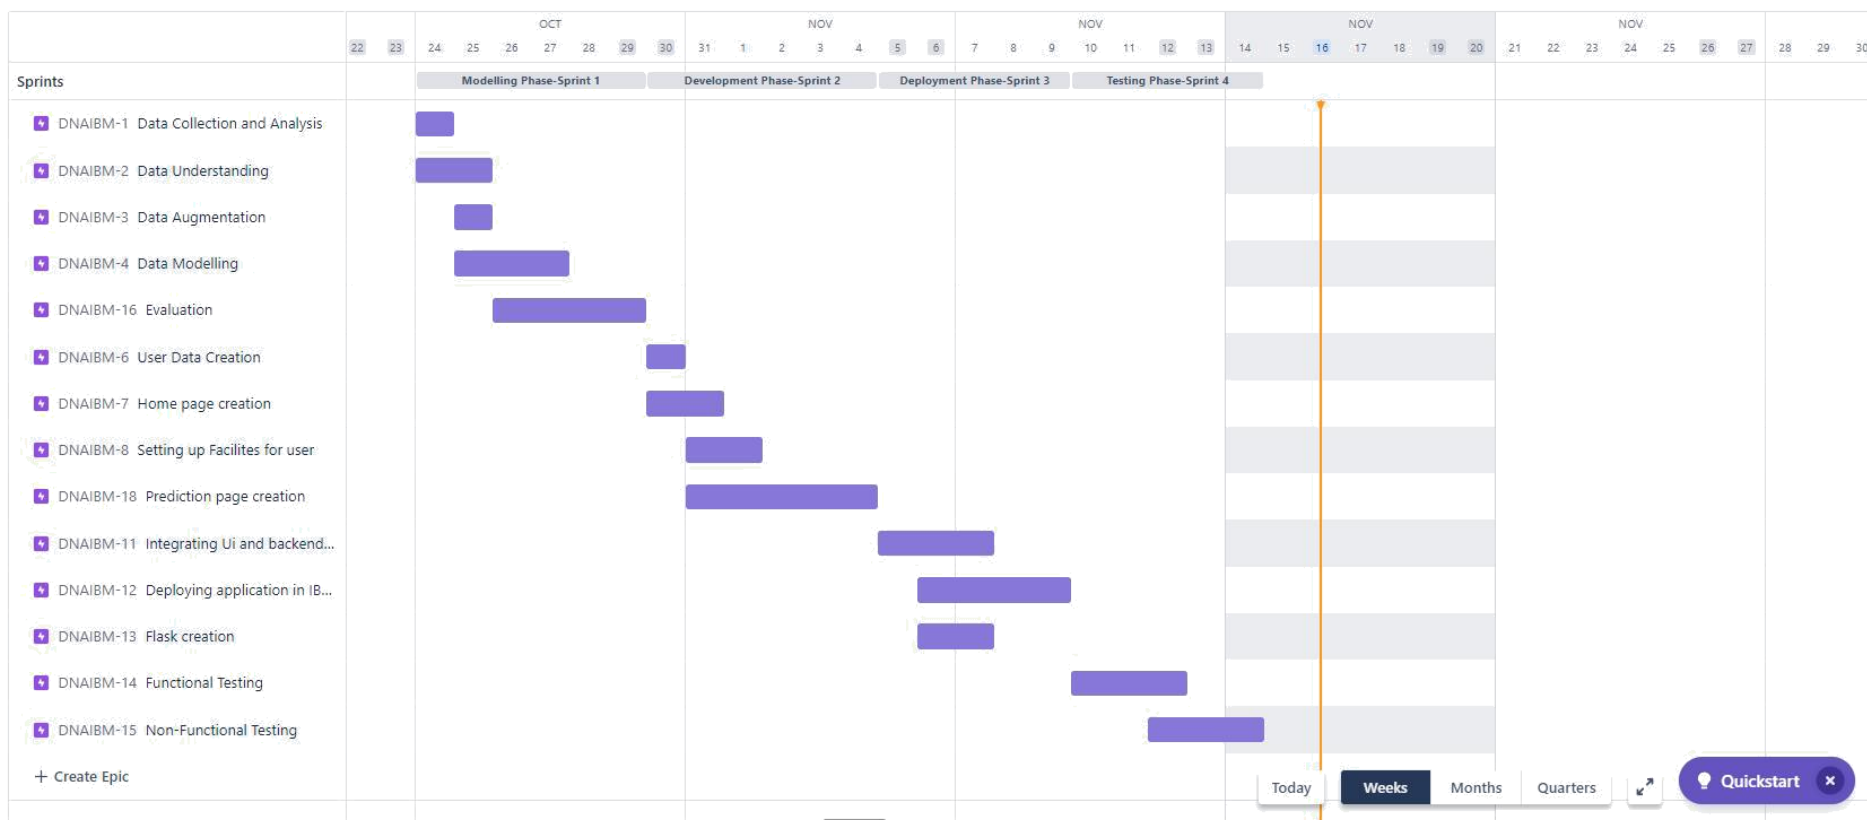 OCT NOV NOV NOV NOV
22 23 24 25 26 27 28 29 30 31 1 2 3 4 5 6 7 8 9 10 11 12 13 14 15 16 17 18 19 20 21 22 23 24 25 26 27 28 29 30
Sprints Modelling Phase-Sprint 1 Development Phase-Sprint 2 Deployment Phase-Sprint 3 Testing Phase-Sprint 4
DNAIBM-1 Data Collection and Analysis
DNAIBM-2 Data Understanding
DNAIBM-3 Data Augmentation
DNAIBM-4 Data Modelling
DNAIBM-16 Evaluation
DNAIBM-6 User Data Creation
DNAIBM-7 Home page creation
DNAIBM-8 Setting up Facilites for user
DNAIBM-18 Prediction page creation
DNAIBM-11 Integrating Ui and backend...
DNAIBM-12 Deploying application in IB...
DNAIBM-13 Flask creation
DNAIBM-14 Functional Testing
DNAIBM-15 Non-Functional Testing
+ Create Epic
Today Weeks Months Quarters Quickstart